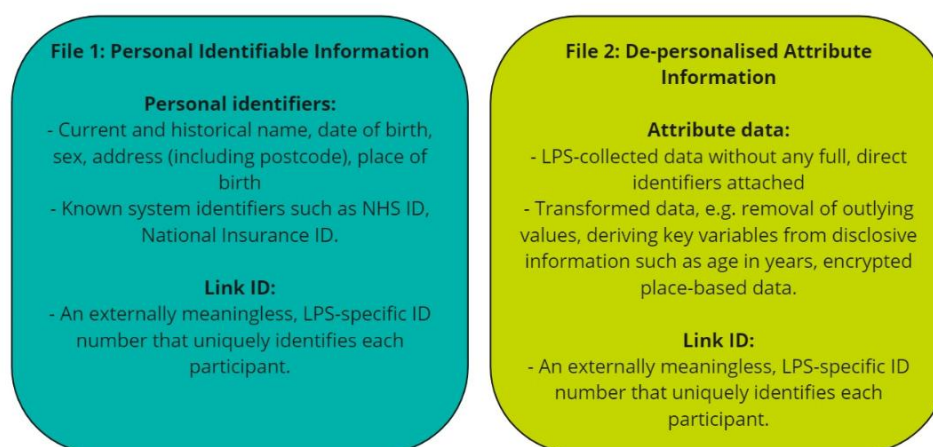 File 1: Personal Identifiable Information
Personal identifiers:
- Current and historical name, date of birth,
sex, address (including postcode), place of
birth
- Known system identifiers such as NHS ID,
National Insurance ID.
Link ID:
- An externally meaningless, LPS-specific ID
number that uniquely identifies each
participant.
File 2: De-personalised Attribute
Information
Attribute data:
- LPS-collected data without any full, direct
identifiers attached
- Transformed data, e.g. removal of outlying
values, deriving key variables from disclosive
information such as age in years, encrypted
place-based data.
Link ID:
- An externally meaningless, LPS-specific ID
number that uniquely identifies each
participant.